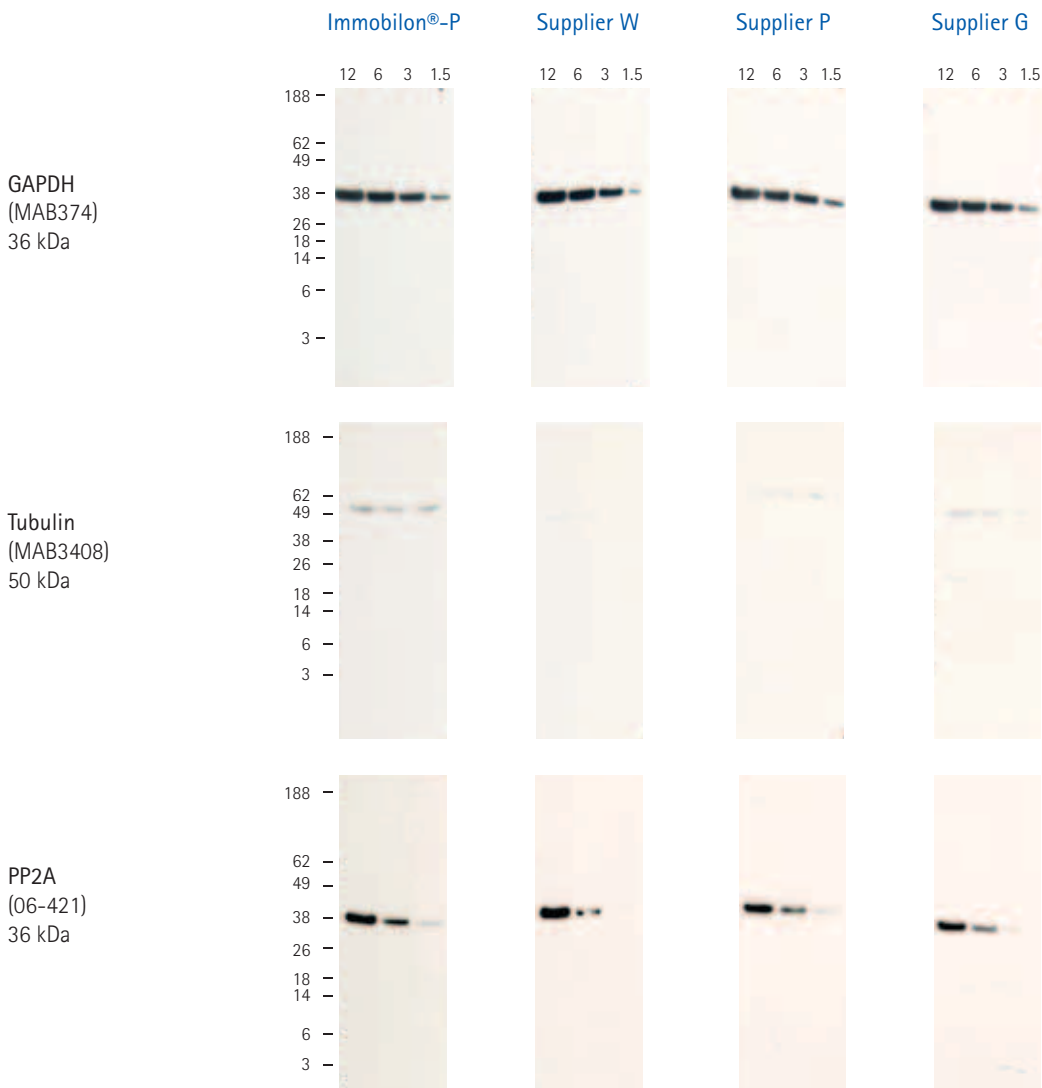 Immobilon®-P Supplier W Supplier P Supplier G
12 6 3 1.5 12 6 3 1.5 12 6 3 1.5 12 6 3 1.5
GAPDH
(MAB374)
36 kDa
188
62
49
38
26
18
14
6
3
Tubulin
(MAB3408)
50 kDa
188
62
49
38
26
18
14
6
3
PP2A
(06-421)
36 kDa
188
62
49
38
26
18
14
6
3